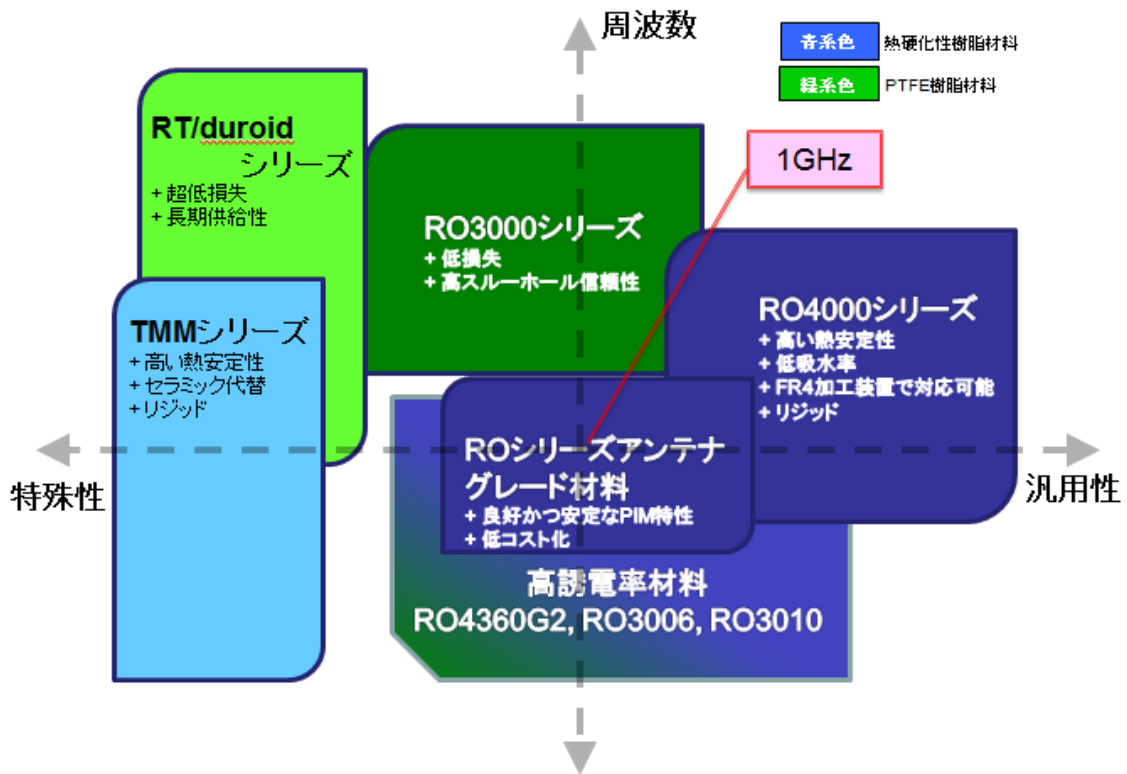 周波数
青系色 熱硬化性樹脂材料
緑系色 PTFE樹脂材料
RT/duroid
シリーズ
+ 超低損失
+ 長期供給性
1GHz
RO3000シリーズ
+ 低損失
+ 高スルーホール信頼性
TMMシリーズ
+ 高い熱安定性
+ セラミック代替
+ リジッド
RO4000シリーズ
+ 高い熱安定性
+ 低吸水率
+ FR4加工装置で対応可能
+ リジッド
ROシリーズアンテナ
グレード材料
+ 良好かつ安定なPIM特性
+ 低コスト化
特殊性
汎用性
高誘電率材料
RO4360G2, RO3006, RO3010